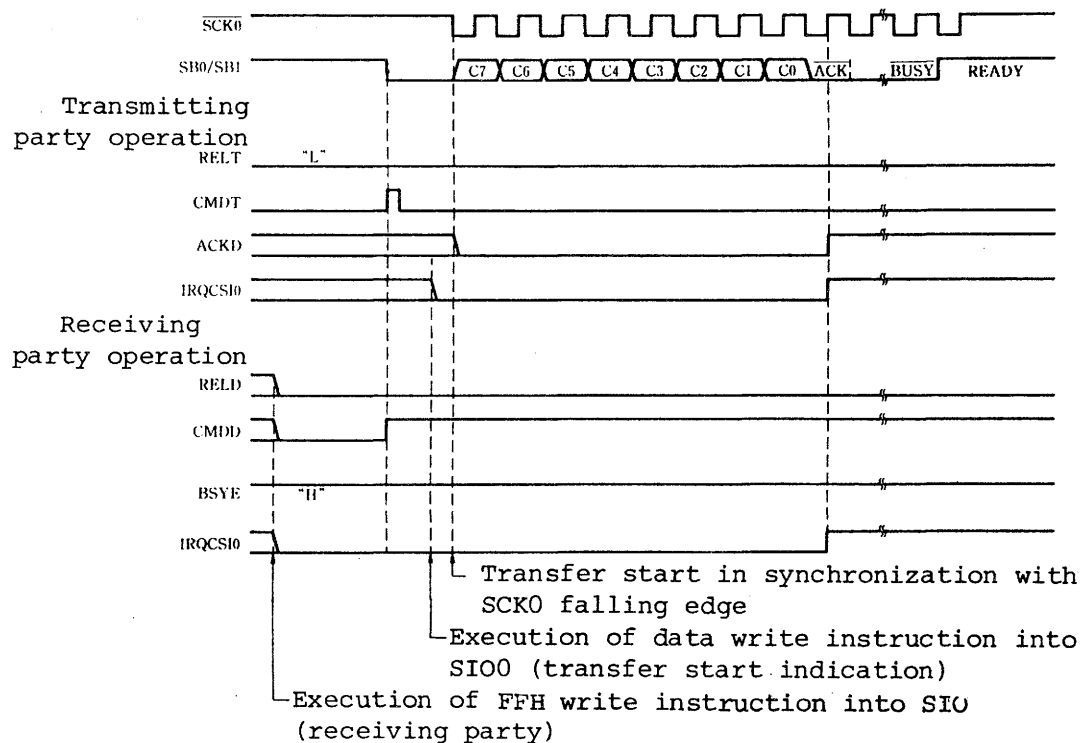 SCK0
SB0/SB1 C7 C6 C5 C4 C3 C2 C1 C0 ACK BUSY READY
Transmitting
party operation
RELT "L"
CMDT
ACKD
IRQCSI0
Receiving
party operation
RELD
CMDD
BSYE "H"
IRQCSI0
Transfer start in synchronization with
SCK0 falling edge
Execution of data write instruction into
SIO0 (transfer start indication)
Execution of FFH write instruction into SIO
(receiving party)